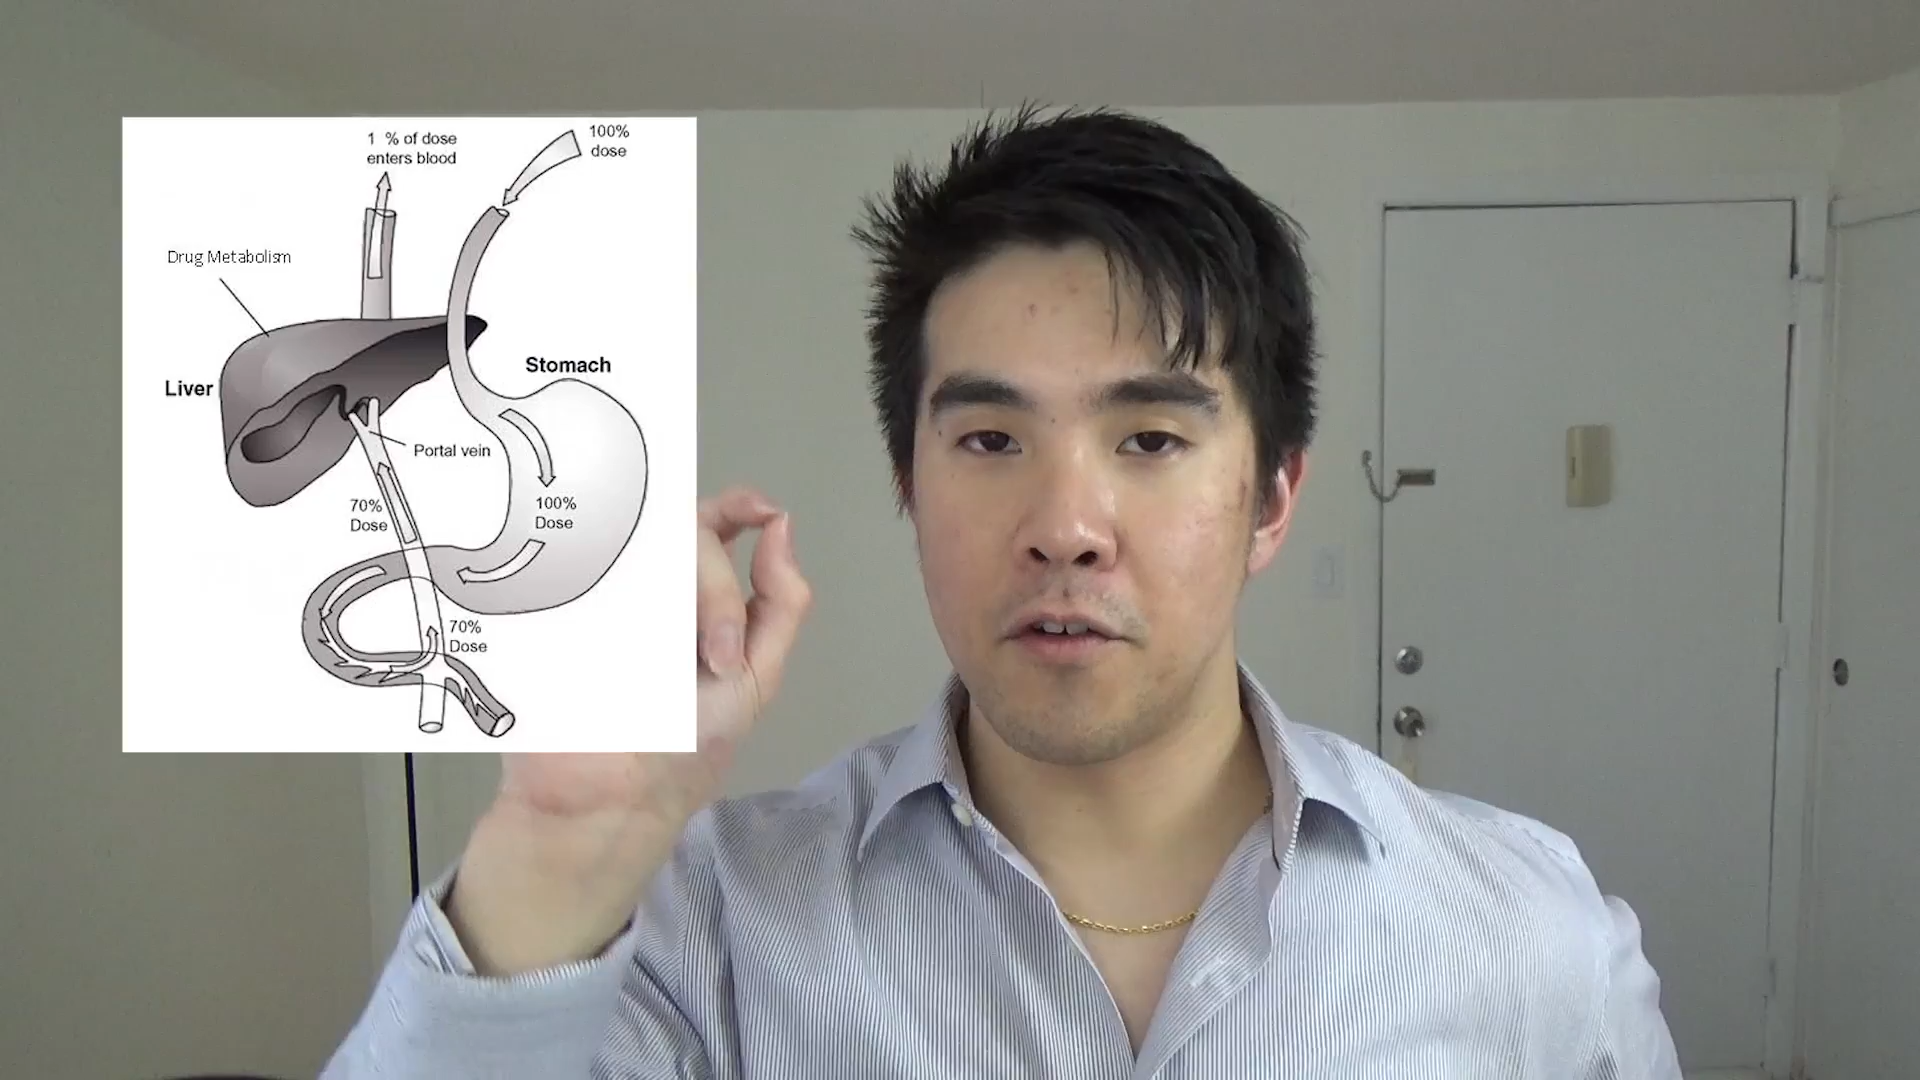 1 % of dose
enters blood
100%
dose
Drug Metabolism
Stomach
Liver
Portal vein
70%
Dose
100%
Dose
70%
Dose